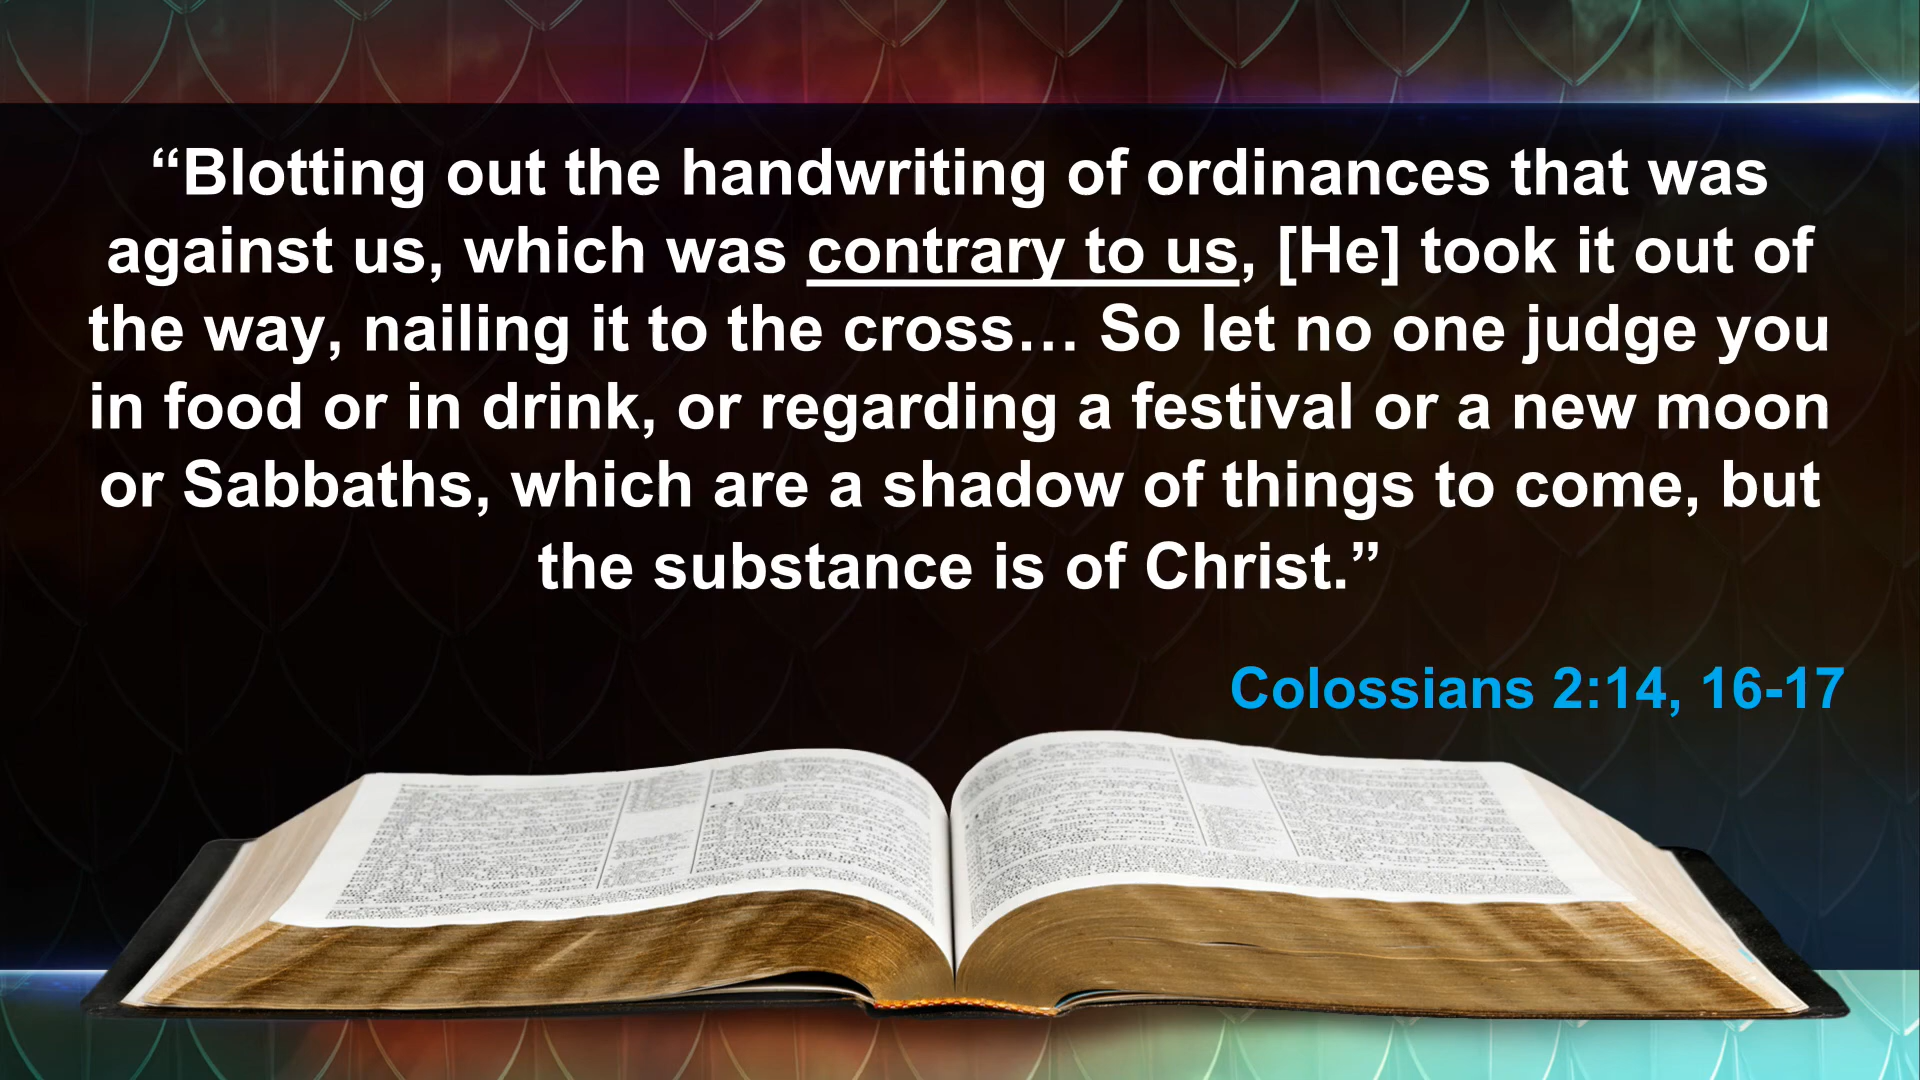 “Blotting out the handwriting of ordinances that was
against us, which was contrary to us, [He] took it out of
the way, nailing it to the cross… So let no one judge you
in food or in drink, or regarding a festival or a new moon
or Sabbaths, which are a shadow of things to come, but
the substance is of Christ.”
Colossians 2:14, 16-17